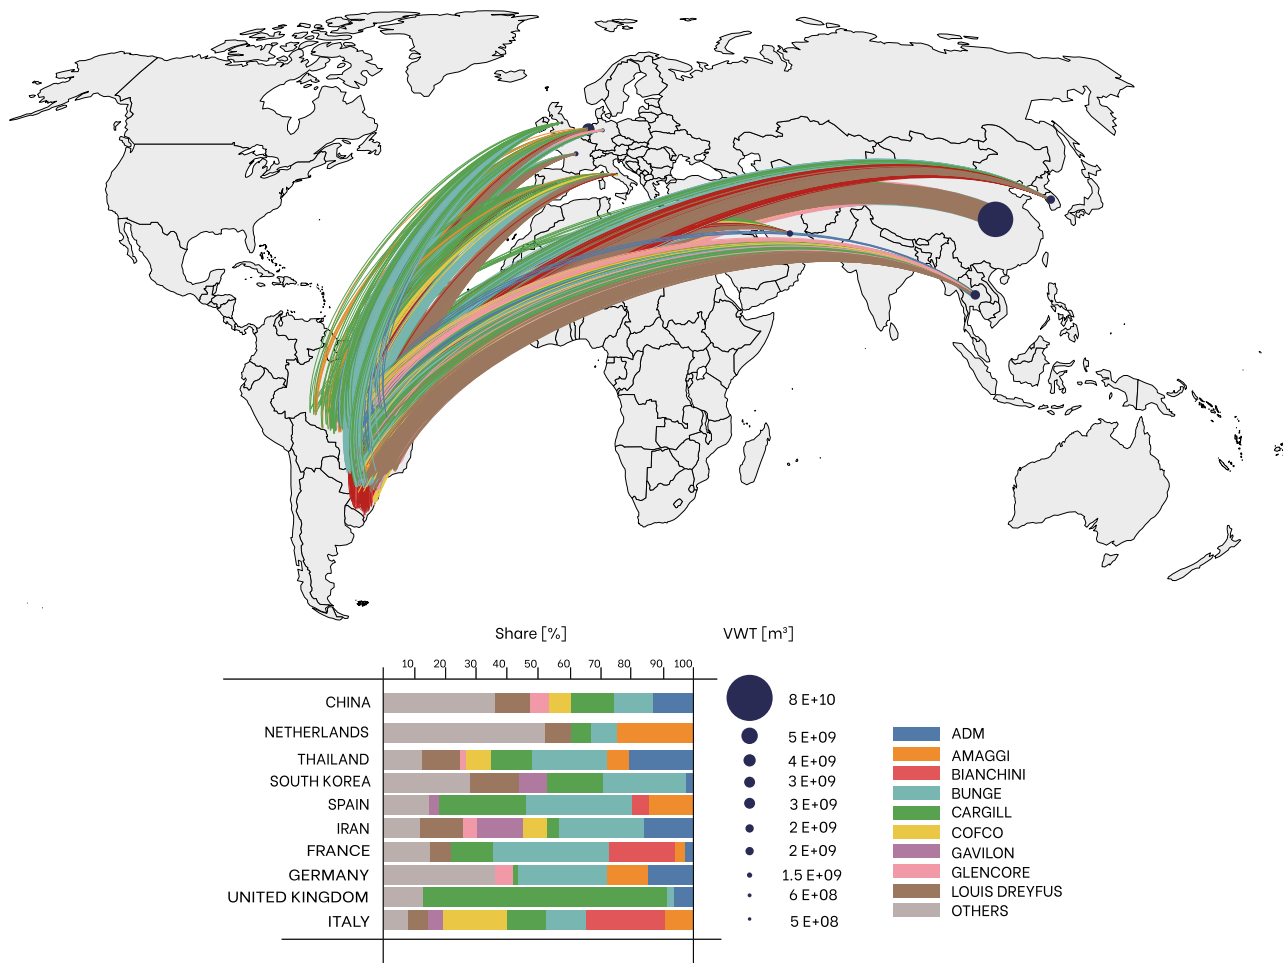 Share [%]
VWT [m³]
10 20 30 40 50 60 70 80 90 100
CHINA
8 E+10
NETHERLANDS
5 E+09
THAILAND
4 E+09
SOUTH KOREA
3 E+09
SPAIN
3 E+09
IRAN
2 E+09
FRANCE
2 E+09
GERMANY
1.5 E+09
UNITED KINGDOM
6 E+08
ITALY
5 E+08
ADM
AMAGGI
BIANCHINI
BUNGE
CARGILL
COFCO
GAVILON
GLENCORE
LOUIS DREYFUS
OTHERS